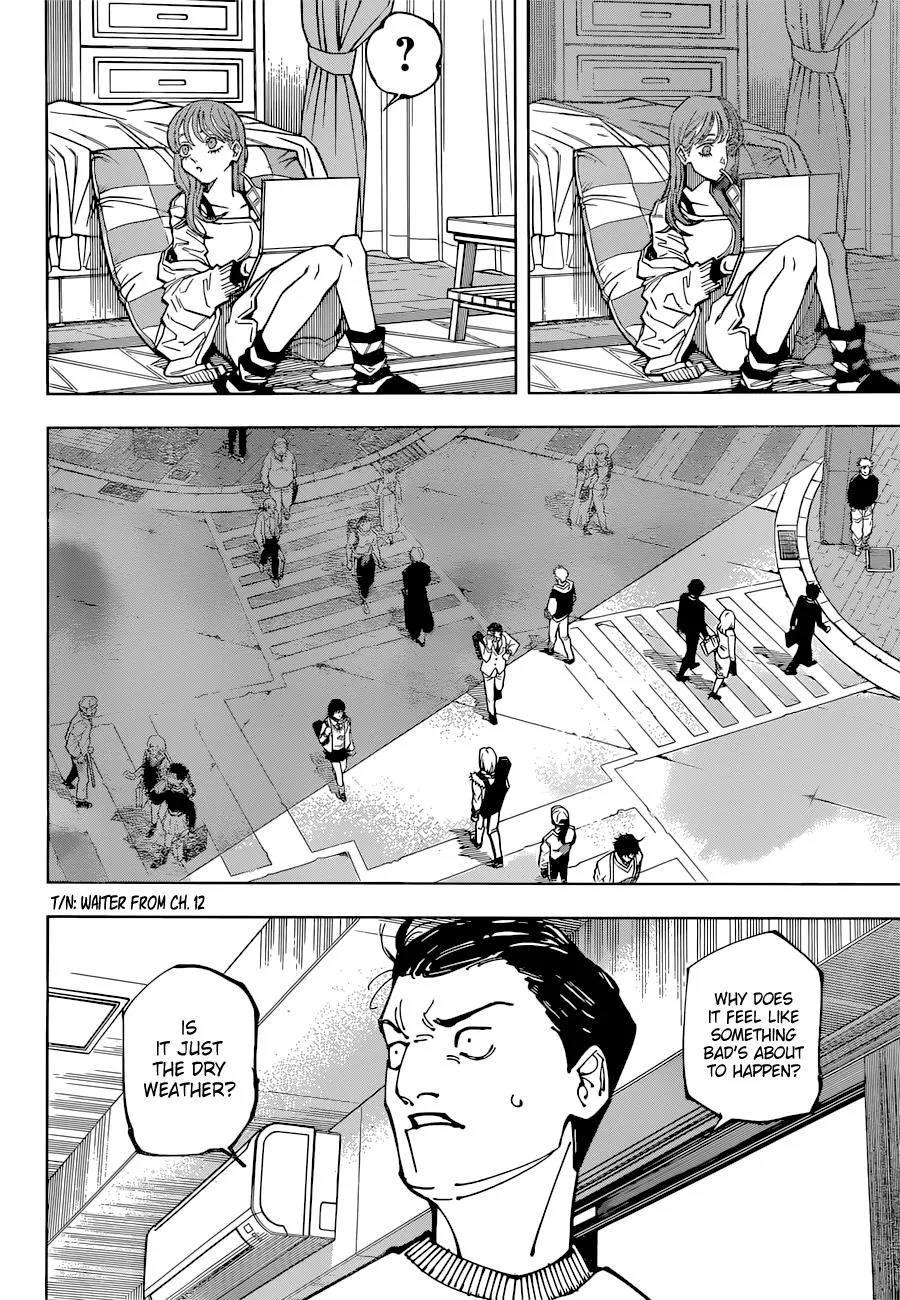 ?
T/N: WAITER FROM CH. 12
WHY DOES
IT FEEL LIKE
SOMETHING
BAD'S ABOUT
TO HAPPEN?
IS
IT JUST
THE DRY
WEATHER?